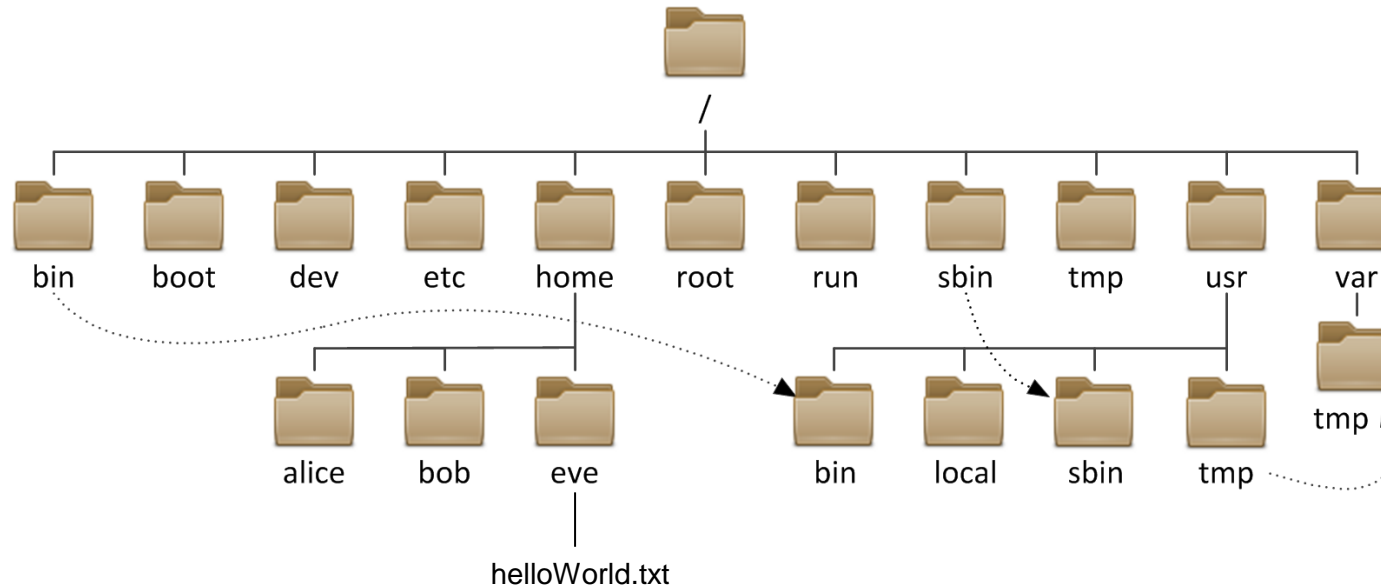 /
bin boot dev etc home root run sbin tmp usr var
tmp
alice bob eve bin local sbin tmp
helloWorld.txt